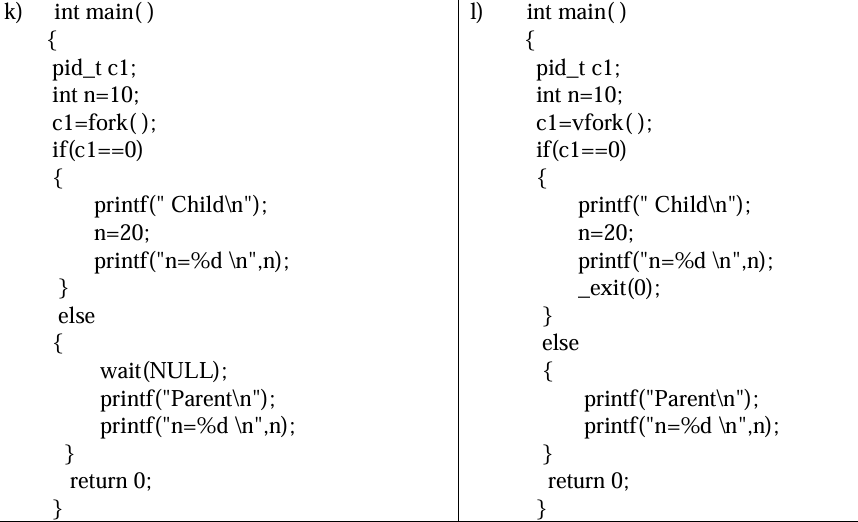 k) int main( )
{
pid_t c1;
int n=10;
c1=fork( );
if(c1==0)
{
printf(" Child\n");
n=20;
printf("n=%d \n",n);
}
else
{
wait(NULL);
printf("Parent\n");
printf("n=%d \n",n);
}
return 0;
}
l) int main( )
{
pid_t c1;
int n=10;
c1=vfork( );
if(c1==0)
{
printf(" Child\n");
n=20;
printf("n=%d \n",n);
_exit(0);
}
else
{
printf("Parent\n");
printf("n=%d \n",n);
}
return 0;
}